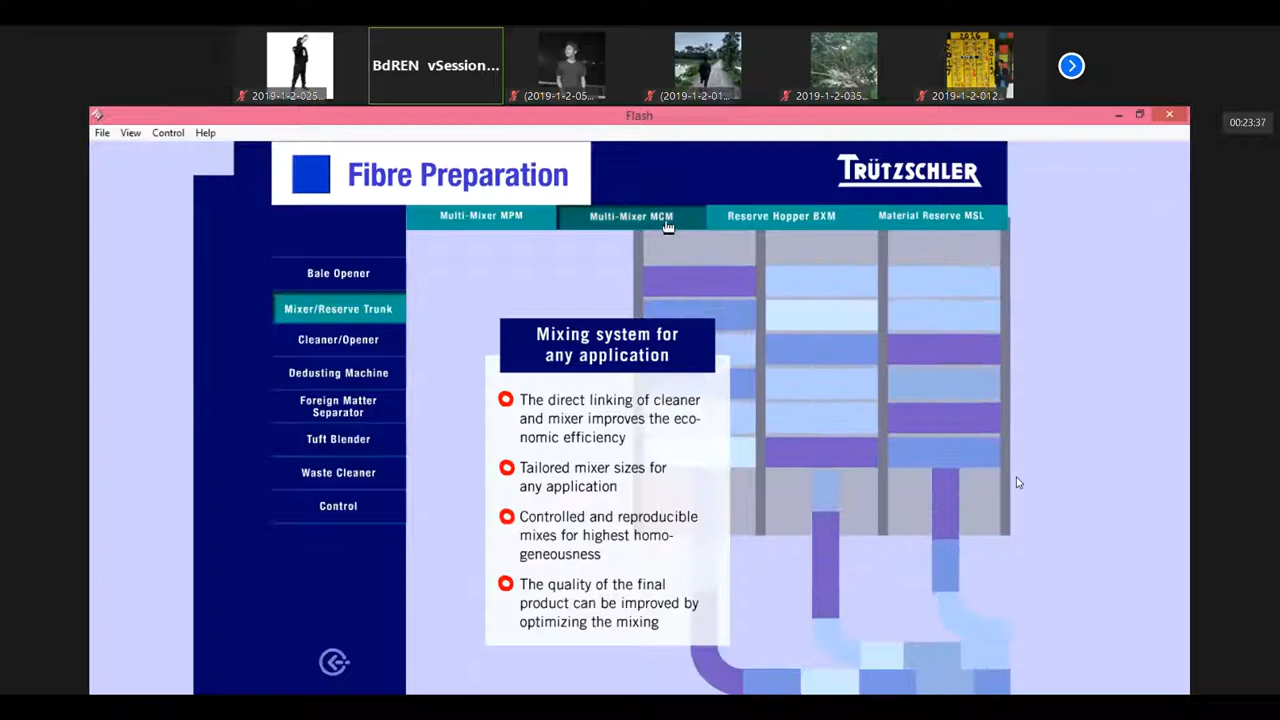 BdREN vSession...
2019-1-2-025...
(2019-1-2-05...
(2019-1-2-01...
2019-1-2-035...
2019-1-2-012...
2016
Flash
00:23:37
File View Control Help
Fibre Preparation
TRÜTZSCHLER
Multi-Mixer MPM
Multi-Mixer MCM
Reserve Hopper BXM
Material Reserve MSL
Bale Opener
Mixer/Reserve Trunk
Cleaner/Opener
Dedusting Machine
Foreign Matter
Separator
Tuft Blender
Waste Cleaner
Control
Mixing system for
any application
The direct linking of cleaner
and mixer improves the eco-
nomic efficiency
Tailored mixer sizes for
any application
Controlled and reproducible
mixes for highest homo-
geneousness
The quality of the final
product can be improved by
optimizing the mixing